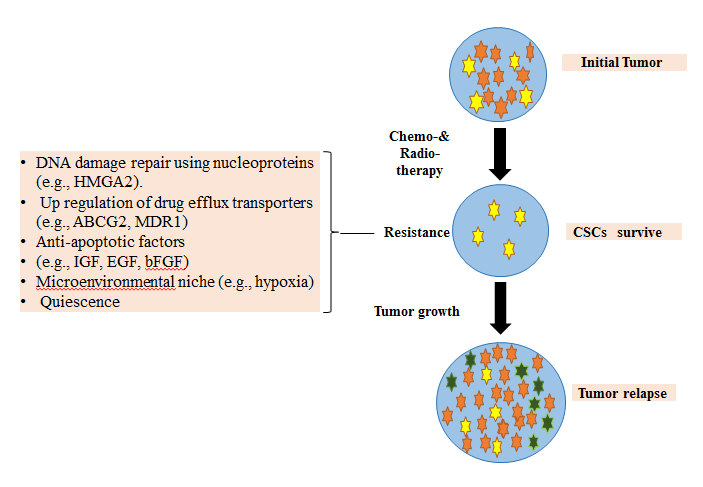 Initial Tumor
Chemo-&
Radio-
therapy
• DNA damage repair using nucleoproteins
(e.g., HMGA2).
• Up regulation of drug efflux transporters
(e.g., ABCG2, MDR1)
• Anti-apoptotic factors
• (e.g., IGF, EGF, bFGF)
• Microenvironmental niche (e.g., hypoxia)
• Quiescence
Resistance
CSCs survive
Tumor growth
Tumor relapse